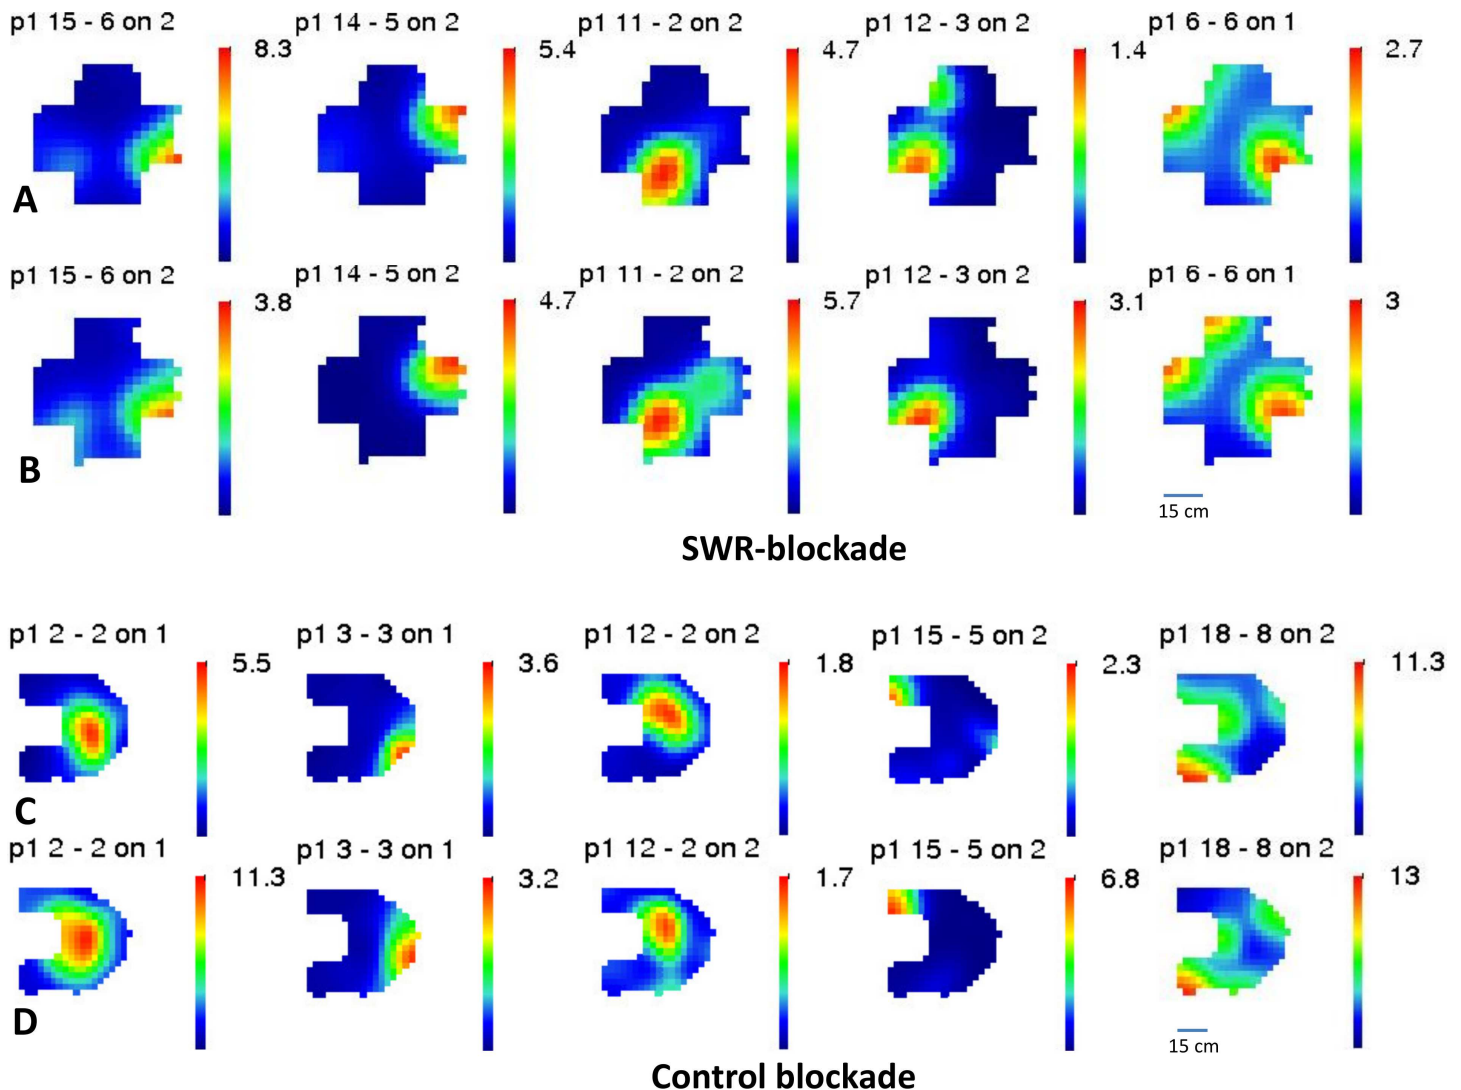 p1 15 - 6 on 2 p1 14 - 5 on 2 p1 11 - 2 on 2 p1 12 - 3 on 2 p1 6 - 6 on 1
8.3 5.4 4.7 1.4 2.7
A
p1 15 - 6 on 2 p1 14 - 5 on 2 p1 11 - 2 on 2 p1 12 - 3 on 2 p1 6 - 6 on 1
3.8 4.7 5.7 3.1 3
B
15 cm
SWR-blockade
p1 2 - 2 on 1 p1 3 - 3 on 1 p1 12 - 2 on 2 p1 15 - 5 on 2 p1 18 - 8 on 2
5.5 3.6 1.8 2.3 11.3
C
p1 2 - 2 on 1 p1 3 - 3 on 1 p1 12 - 2 on 2 p1 15 - 5 on 2 p1 18 - 8 on 2
11.3 3.2 1.7 6.8 13
D
15 cm
Control blockade